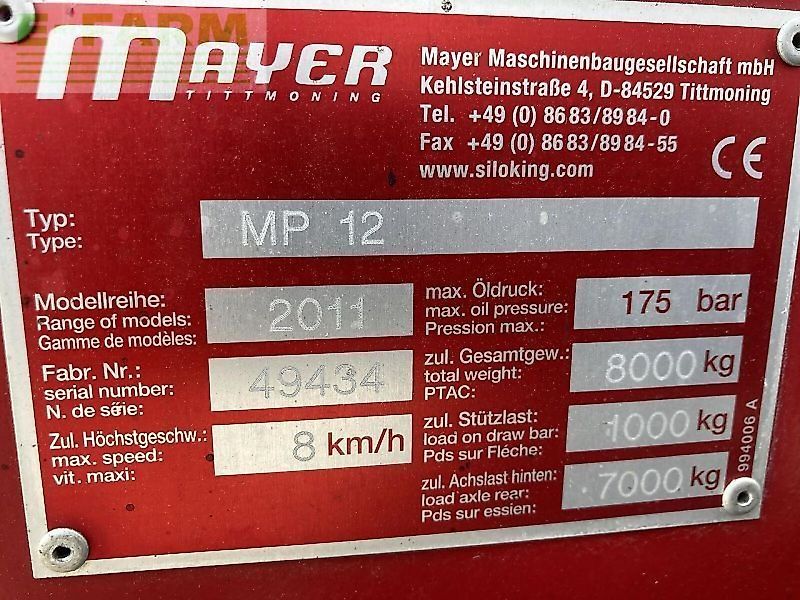 E-FARM
MAYER
TITTMONING
Mayer Maschinenbaugesellschaft mbH
Kehlsteinstraße 4, D-84529 Tittmoning
Tel. +49 (0) 86 83/89 84-0
Fax +49 (0) 86 83/89 84-55
www.siloking.com
CE
Typ:
Type:
MP 12
Modellreihe:
Range of models:
Gamme de modèles:
2011
Fabr. Nr.:
serial number:
N. de série:
49434
Zul. Höchstgeschw.:
max. speed:
vit. maxi:
8 km/h
max. Öldruck:
max. oil pressure:
Pression max.:
175 bar
zul. Gesamtgew.:
total weight:
PTAC:
8000 kg
zul. Stützlast:
load on draw bar:
Pds sur Fléche:
1000 kg
zul. Achslast hinten:
load axle rear:
Pds sur essien:
7000 kg
994006 A